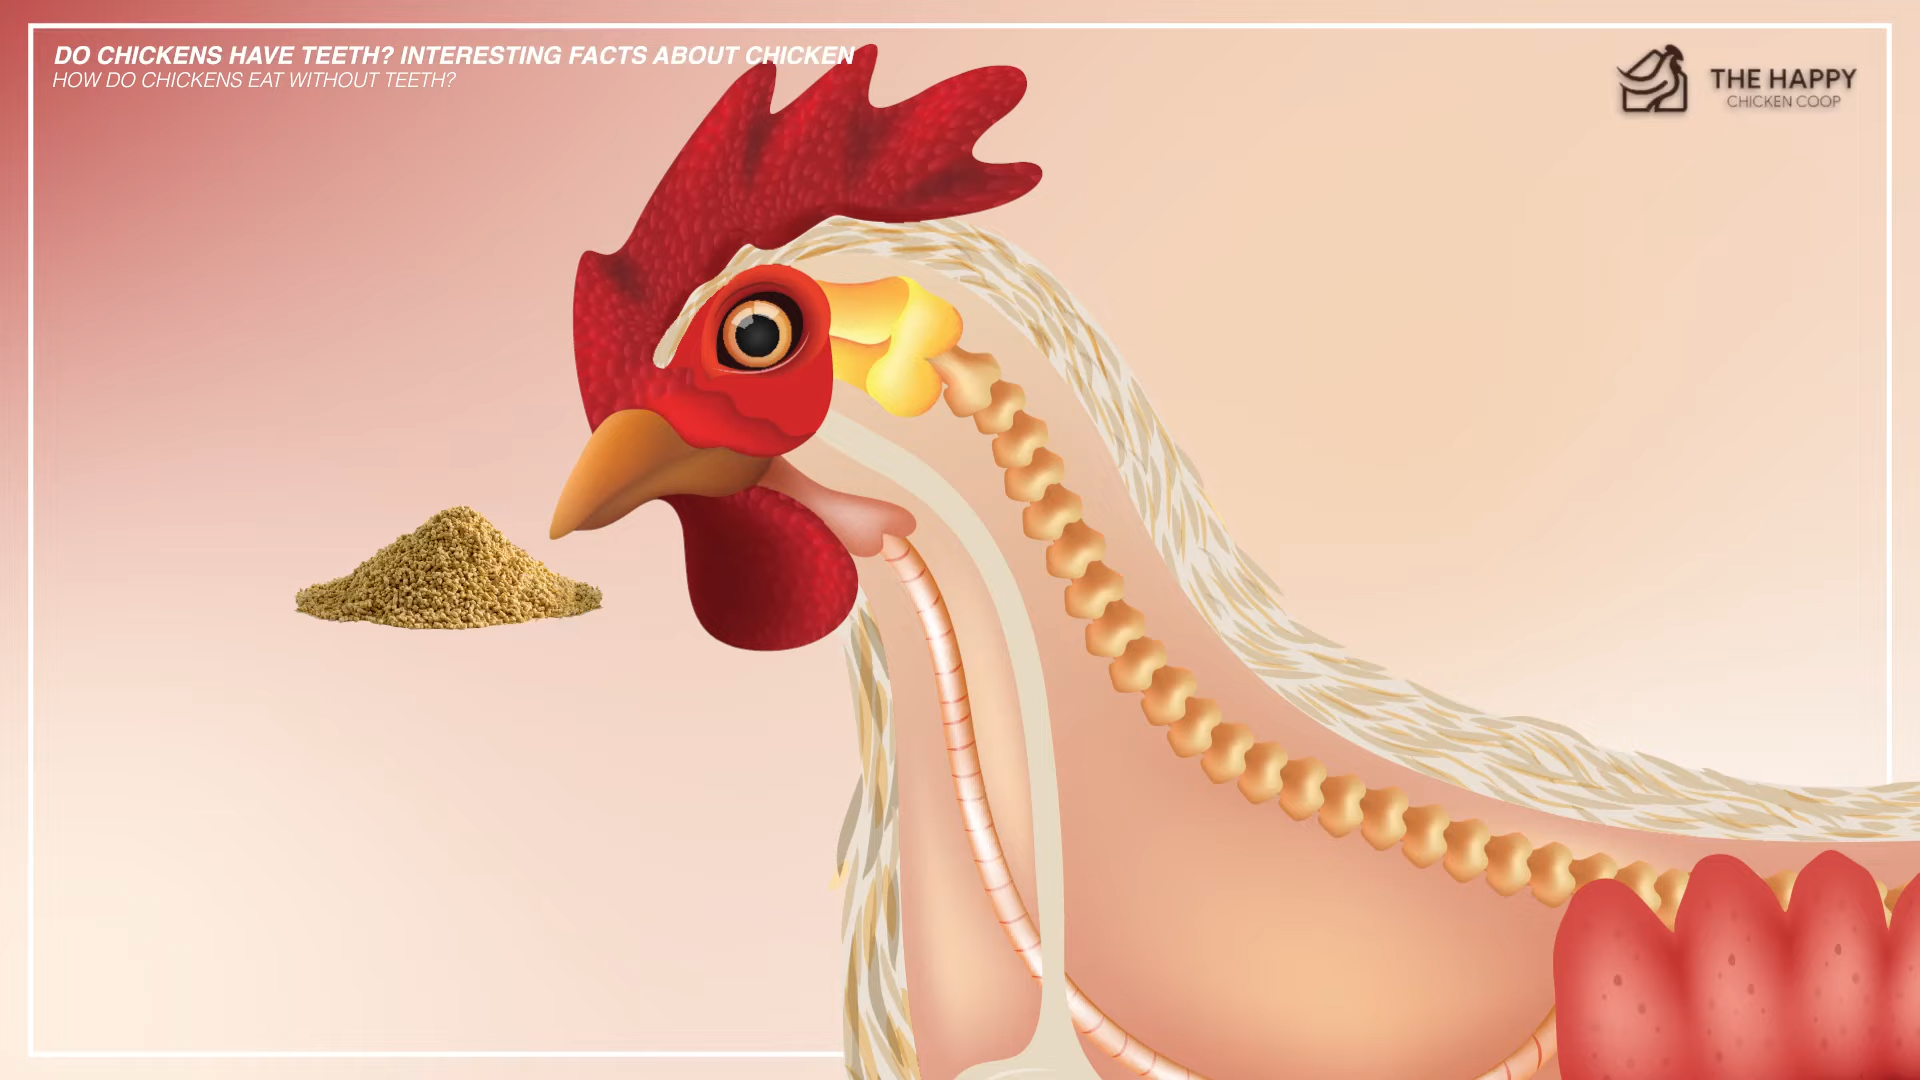 DO CHICKENS HAVE TEETH? INTERESTING FACTS ABOUT CHICKEN
HOW DO CHICKENS EAT WITHOUT TEETH?
THE HAPPY
CHICKEN COOP